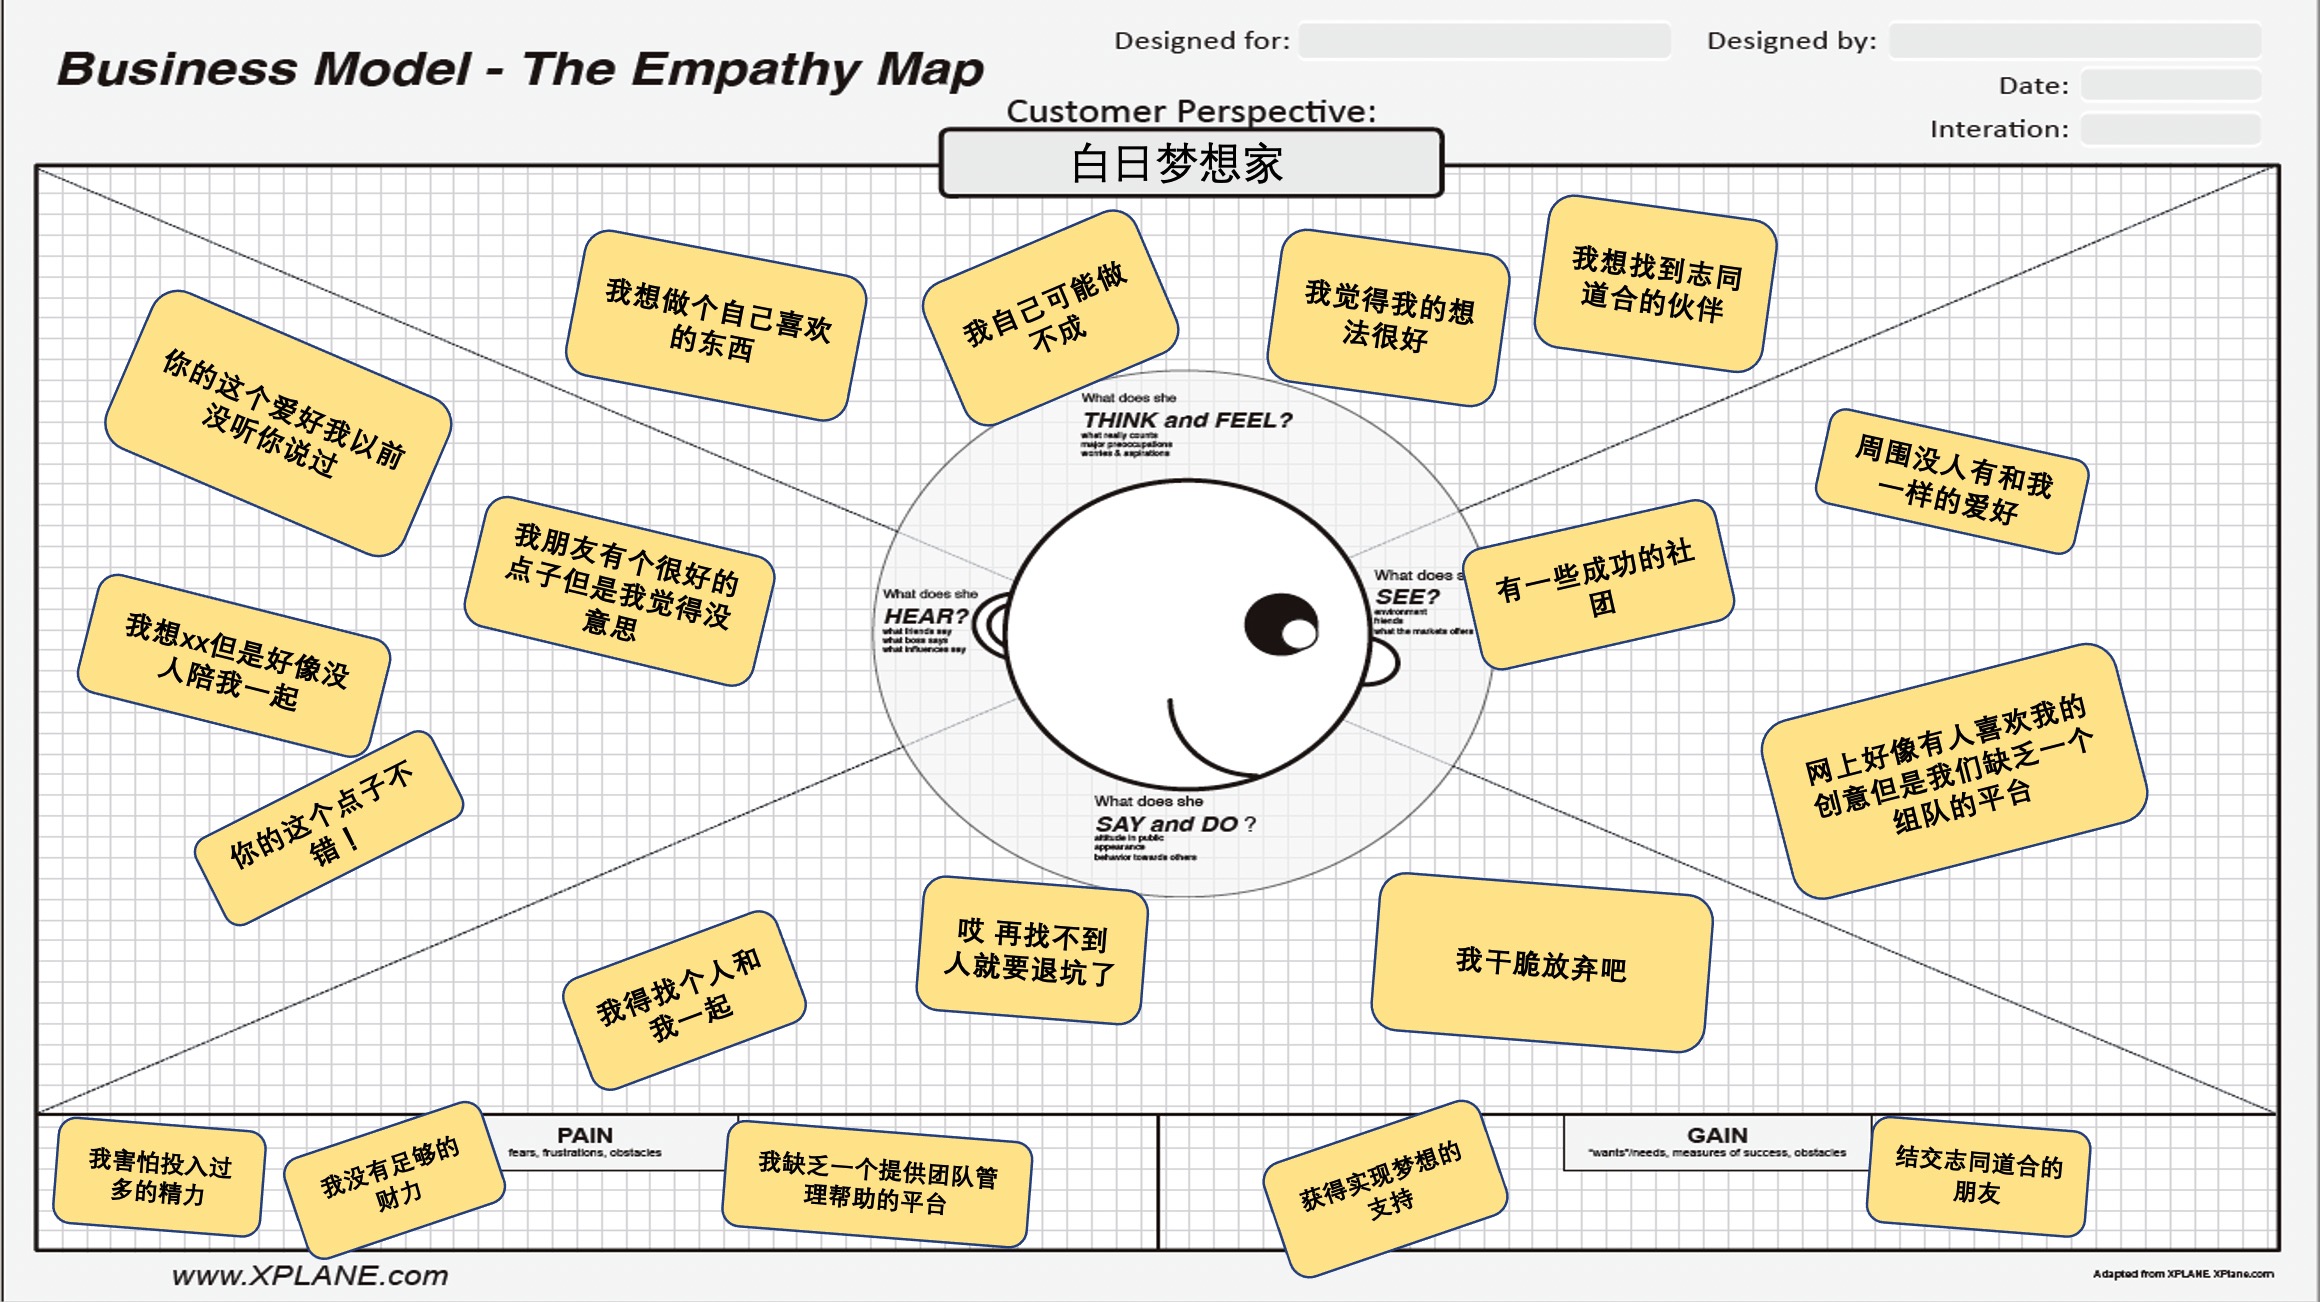 Business Model - The Empathy Map
Designed for:
Designed by:
Date:
Interation:
Customer Perspective:
白日梦想家
我想做个自己喜欢
的东西
我自己可能做
不成
我觉得我的想
法很好
我想找到志同
道合的伙伴
What does she
THINK and FEEL?
what really counts
major preoccupations
worries & aspirations
你的这个爱好我以前
没听你说过
我朋友有个很好的
点子但是我觉得没
意思
我想xx但是好像没
人陪我一起
你的这个点子不
错！
What does she
HEAR?
what friends say
what boss says
what influences say
What does s
SEE?
environment
friends
what the markets offers
周围没人有和我
一样的爱好
有一些成功的社
团
网上好像有人喜欢我的
创意但是我们缺乏一个
组队的平台
What does she
SAY and DO ?
attitude in public
appearance
behavior towards others
我得找个人和
我一起
哎 再找不到
人就要退坑了
我干脆放弃吧
PAIN
fears, frustrations, obstacles
我害怕投入过
多的精力
我没有足够的
财力
我缺乏一个提供团队管
理帮助的平台
GAIN
"wants"/needs, measures of success, obstacles
获得实现梦想的
支持
结交志同道合的
朋友
www.XPLANE.com
Adapted from XPLANE. XPlane.com